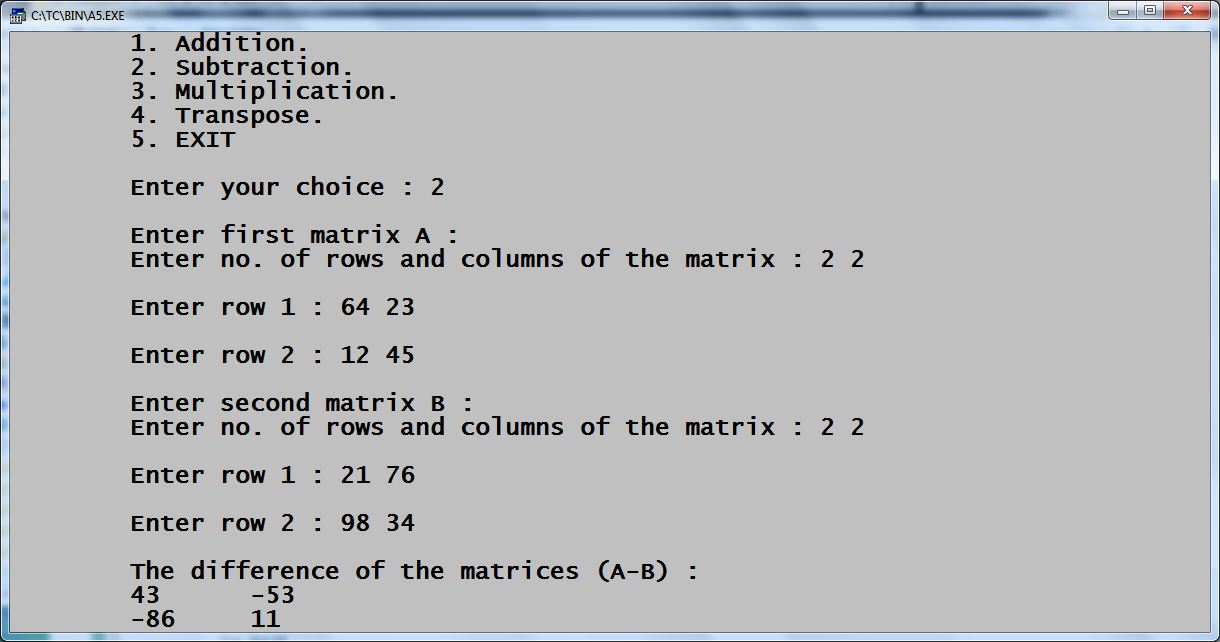 C:\TC\BIN\A5.EXE
1. Addition.
2. Subtraction.
3. Multiplication.
4. Transpose.
5. EXIT
Enter your choice : 2
Enter first matrix A :
Enter no. of rows and columns of the matrix : 2 2
Enter row 1 : 64 23
Enter row 2 : 12 45
Enter second matrix B :
Enter no. of rows and columns of the matrix : 2 2
Enter row 1 : 21 76
Enter row 2 : 98 34
The difference of the matrices (A-B) :
43 -53
-86 11